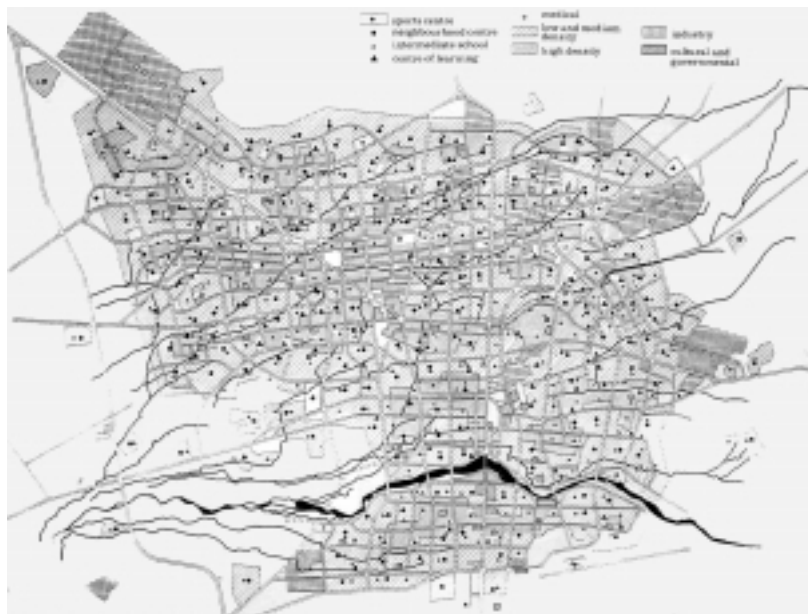 sports centre
neighbourhood centre
intermediate school
centre of learning
medical
low and medium
density
high density
industry
cultural and
governmental